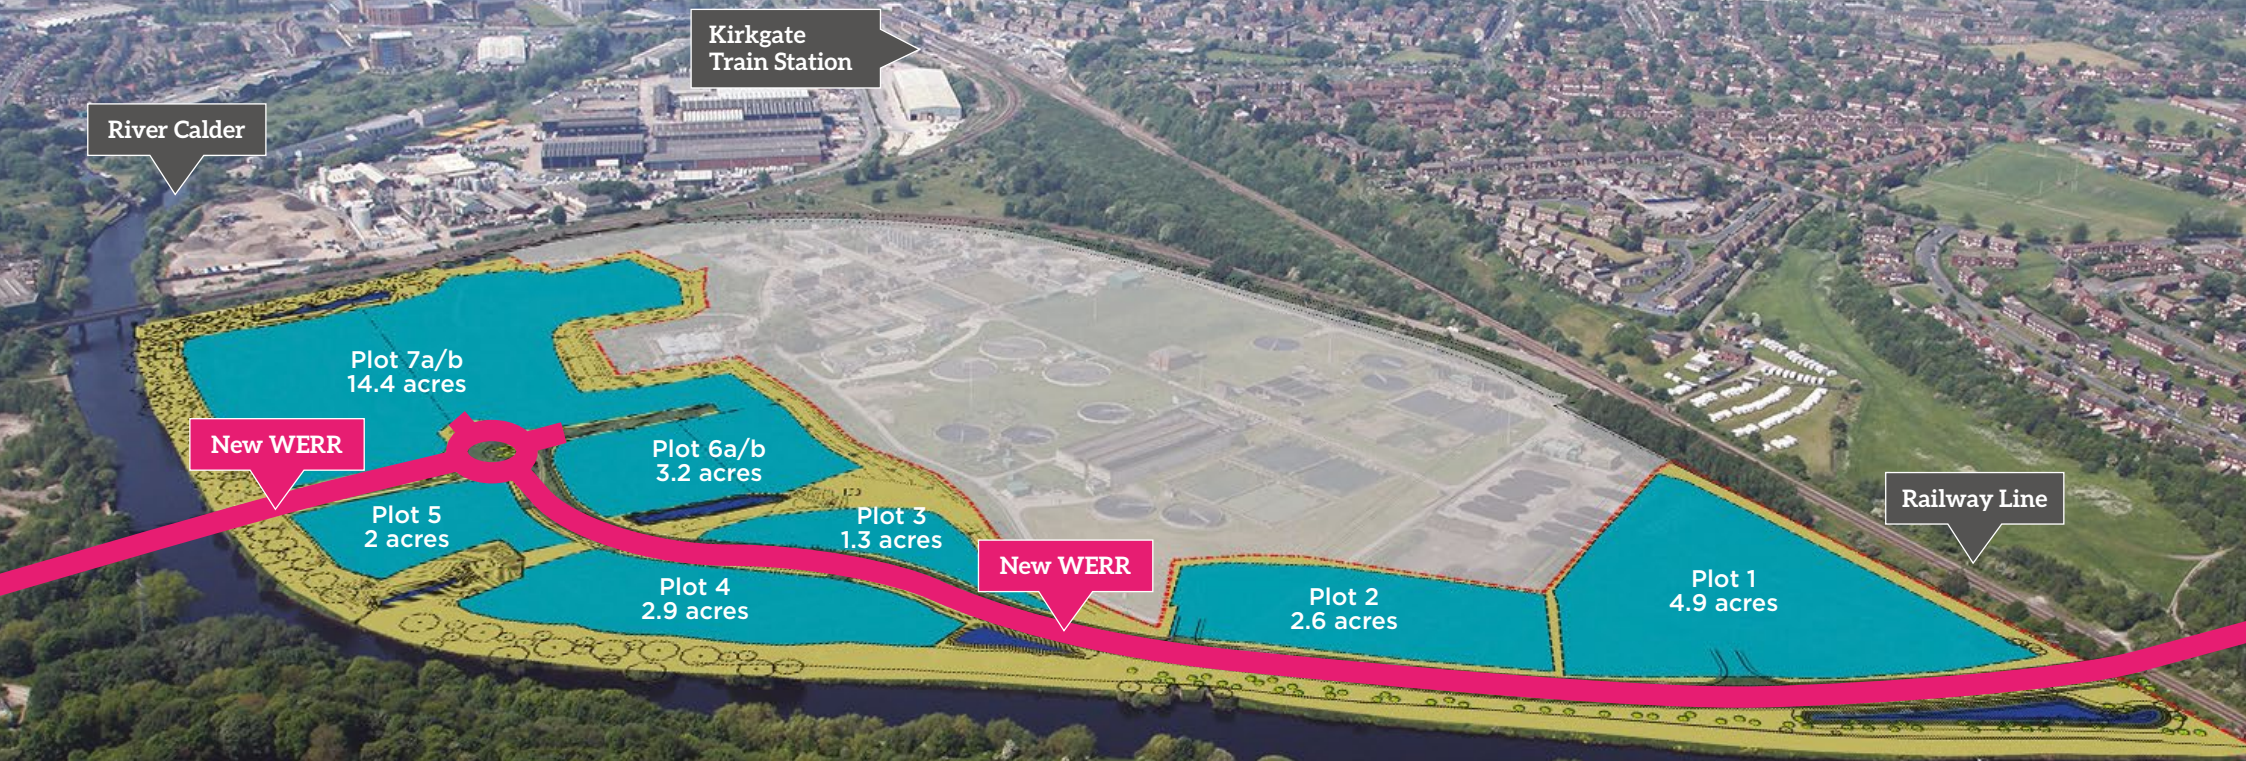 Kirkgate
Train Station
River Calder
Plot 7a/b
14.4 acres
New WERR
Plot 6a/b
3.2 acres
Plot 5
2 acres
Plot 3
1.3 acres
New WERR
Railway Line
Plot 4
2.9 acres
Plot 2
2.6 acres
Plot 1
4.9 acres